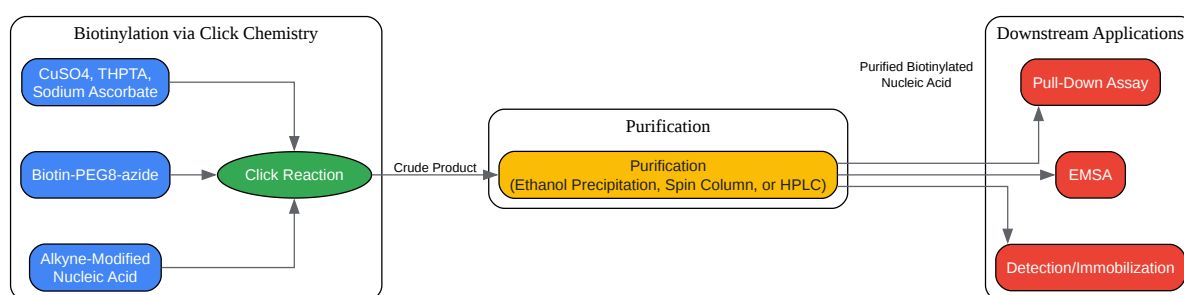 Biotinylation via Click Chemistry
CuSO4, THPTA,
Sodium Ascorbate
Biotin-PEG8-azide
Alkyne-Modified
Nucleic Acid
Click Reaction
Crude Product
Purification
Purification
(Ethanol Precipitation, Spin Column, or HPLC)
Purified Biotinylated
Nucleic Acid
Downstream Applications
Pull-Down Assay
EMSA
Detection/Immobilization